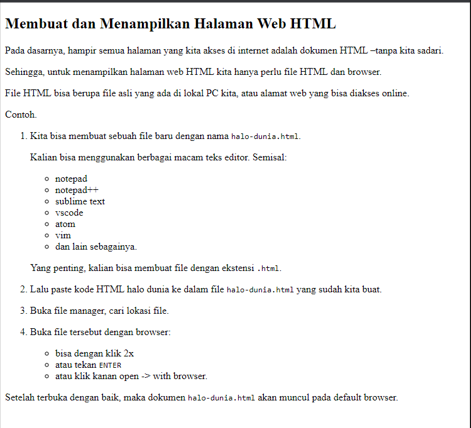 Membuat dan Menampilkan Halaman Web HTML
Pada dasarnya, hampir semua halaman yang kita akses di internet adalah dokumen HTML –tanpa kita sadari.
Sehingga, untuk menampilkan halaman web HTML kita hanya perlu file HTML dan browser.
File HTML bisa berupa file asli yang ada di lokal PC kita, atau alamat web yang bisa diakses online.
Contoh.
1. Kita bisa membuat sebuah file baru dengan nama halo-dunia.html.
Kalian bisa menggunakan berbagai macam teks editor. Semisal:
notepad
notepad++
sublime text
vscode
atom
vim
dan lain sebagainya.
Yang penting, kalian bisa membuat file dengan ekstensi .html.
2. Lalu paste kode HTML halo dunia ke dalam file halo-dunia.html yang sudah kita buat.
3. Buka file manager, cari lokasi file.
4. Buka file tersebut dengan browser:
bisa dengan klik 2x
atau tekan ENTER
atau klik kanan open -> with browser.
Setelah terbuka dengan baik, maka dokumen halo-dunia.html akan muncul pada default browser.